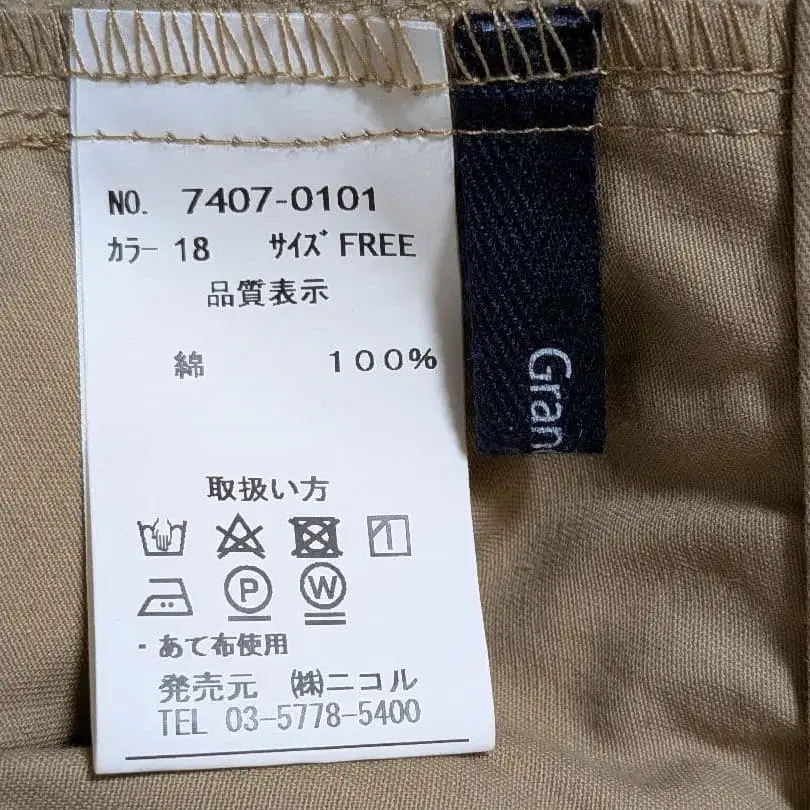 NO. 7407-0101
カラー 18 サイズ FREE
品質表示
綿 100%
取扱い方
P W
・あて布使用
発売元 ㈱ニコル
TEL 03-5778-5400
Gran